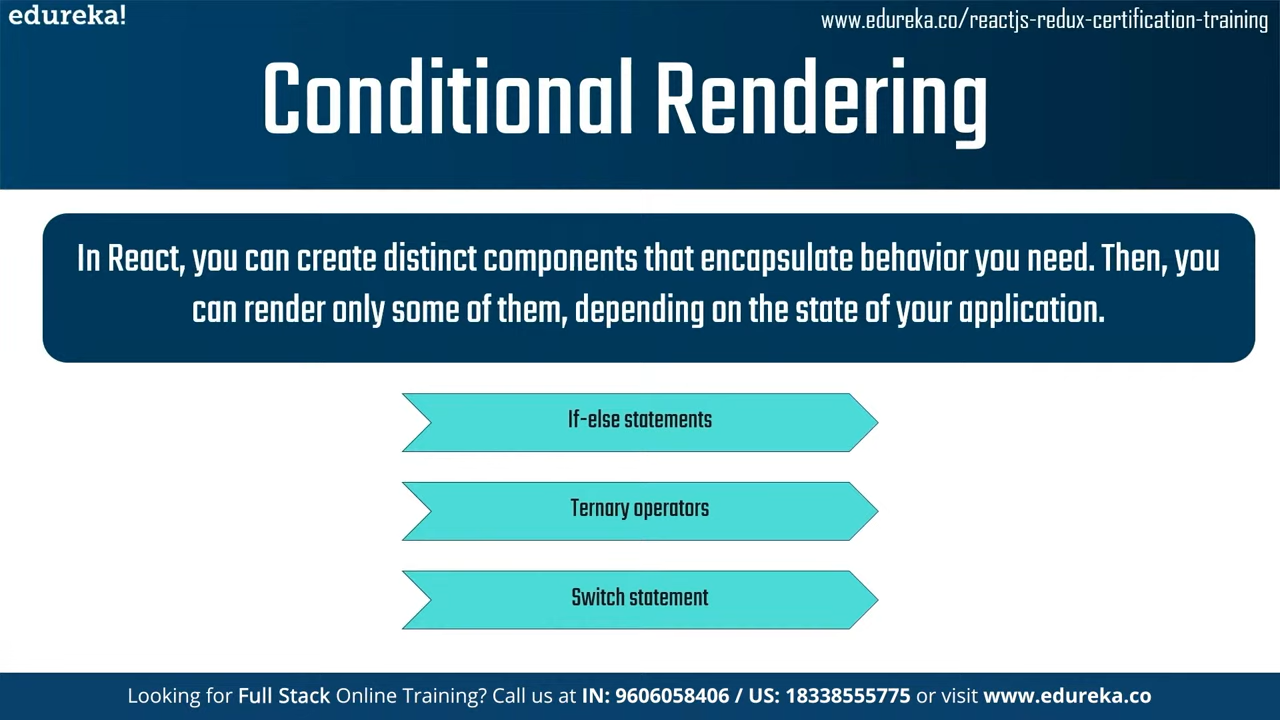 edureka!
www.edureka.co/reactjs-redux-certification-training
Conditional Rendering
In React, you can create distinct components that encapsulate behavior you need. Then, you
can render only some of them, depending on the state of your application.
If-else statements
Ternary operators
Switch statement
Looking for Full Stack Online Training? Call us at IN: 9606058406 / US: 18338555775 or visit www.edureka.co